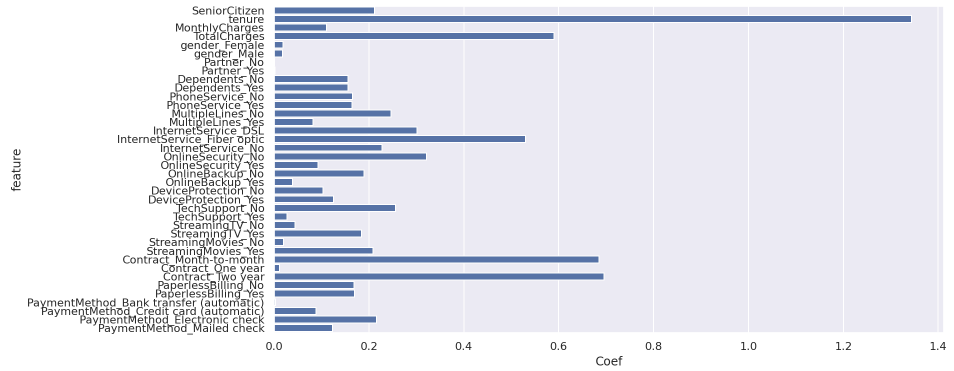 SeniorCitizen
tenure
MonthlyCharges
TotalCharges
gender_Female
gender_Male
Partner_No
Partner_Yes
Dependents_No
Dependents_Yes
PhoneService_No
PhoneService_Yes
MultipleLines_No
MultipleLines_Yes
InternetService_DSL
InternetService_Fiber optic
InternetService_No
OnlineSecurity_No
OnlineSecurity_Yes
OnlineBackup_No
OnlineBackup_Yes
DeviceProtection_No
DeviceProtection_Yes
TechSupport_No
TechSupport_Yes
StreamingTV_No
StreamingTV_Yes
StreamingMovies_No
StreamingMovies_Yes
Contract_Month-to-month
Contract_One year
Contract_Two year
PaperlessBilling_No
PaperlessBilling_Yes
PaymentMethod_Bank transfer (automatic)
PaymentMethod_Credit card (automatic)
PaymentMethod_Electronic check
PaymentMethod_Mailed check
feature
0.0 0.2 0.4 0.6 0.8 1.0 1.2 1.4
Coef